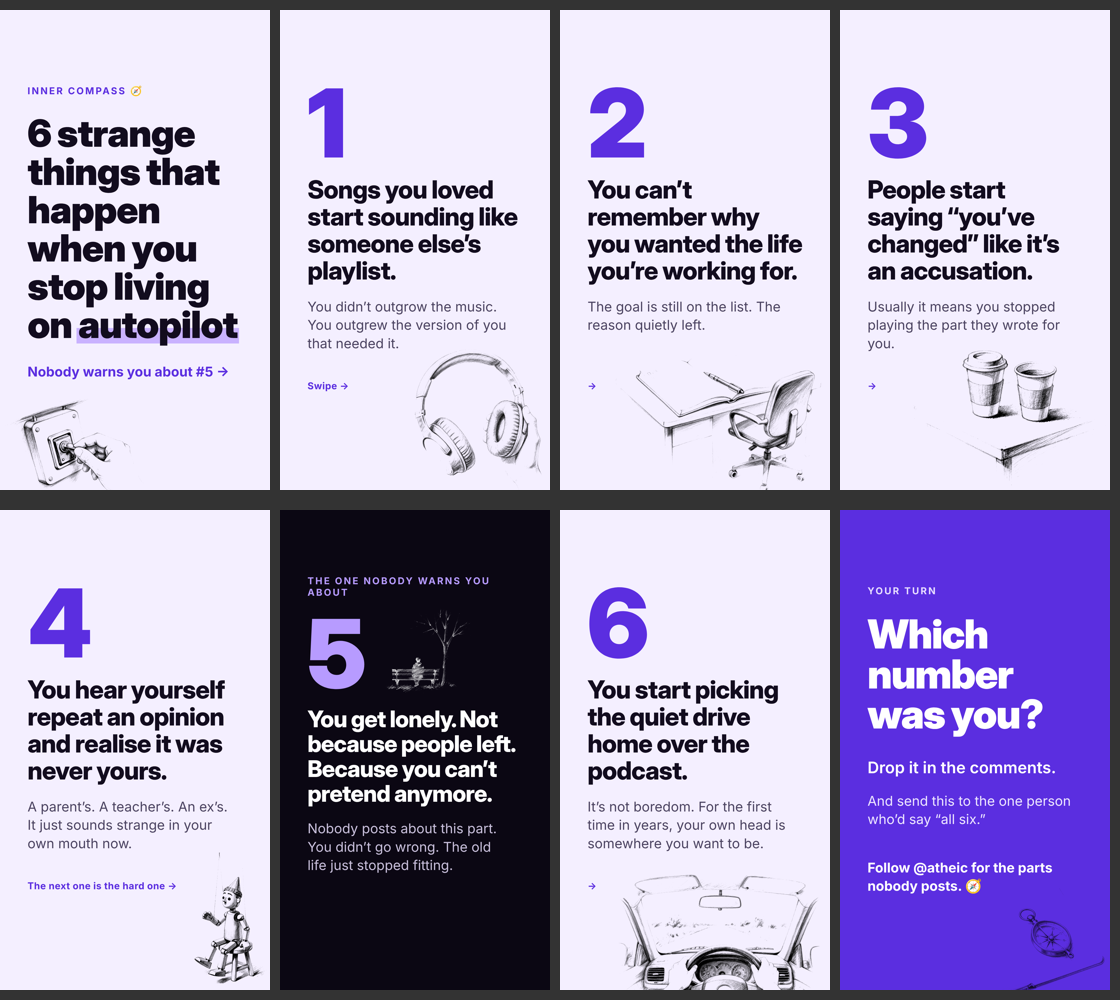 INNER COMPASS 🧭
6 strange
things that
happen
when you
stop living
on autopilot
Nobody warns you about #5 →
1
Songs you loved
start sounding like
someone else’s
playlist.
You didn’t outgrow the music.
You outgrew the version of you
that needed it.
Swipe →
2
You can’t
remember why
you wanted the life
you’re working for.
The goal is still on the list. The
reason quietly left.
→
3
People start
saying “you’ve
changed” like it’s
an accusation.
Usually it means you stopped
playing the part they wrote for
you.
→
4
You hear yourself
repeat an opinion
and realise it was
never yours.
A parent’s. A teacher’s. An ex’s.
It just sounds strange in your
own mouth now.
The next one is the hard one →
THE ONE NOBODY WARNS YOU
ABOUT
5
You get lonely. Not
because people left.
Because you can’t
pretend anymore.
Nobody posts about this part.
You didn’t go wrong. The old
life just stopped fitting.
6
You start picking
the quiet drive
home over the
podcast.
It’s not boredom. For the first
time in years, your own head is
somewhere you want to be.
→
YOUR TURN
Which
number
was you?
Drop it in the comments.
And send this to the one person
who’d say “all six.”
Follow @atheic for the parts
nobody posts. 🧭